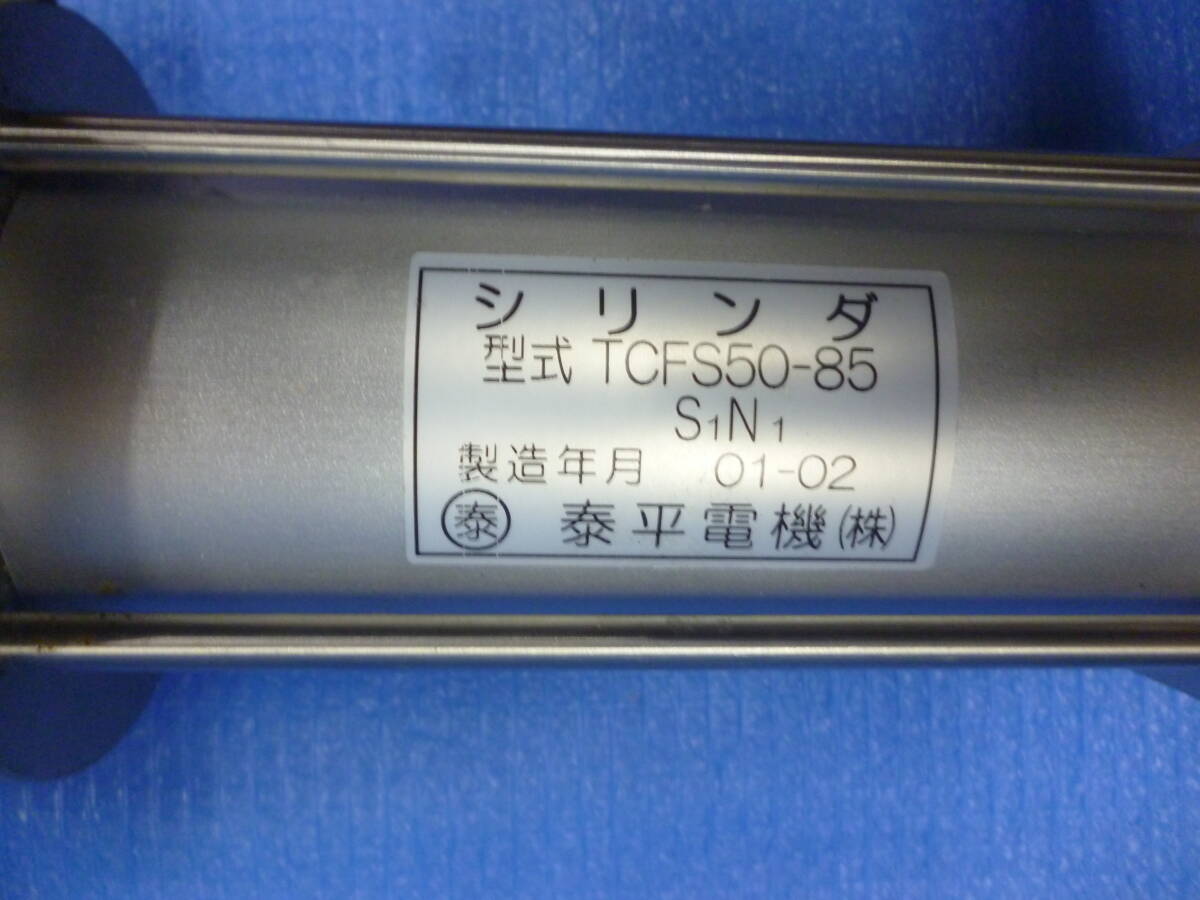 シリンダ
型式 TCFS50-85
S1N1
製造年月 01-02
泰 泰平電機(株)